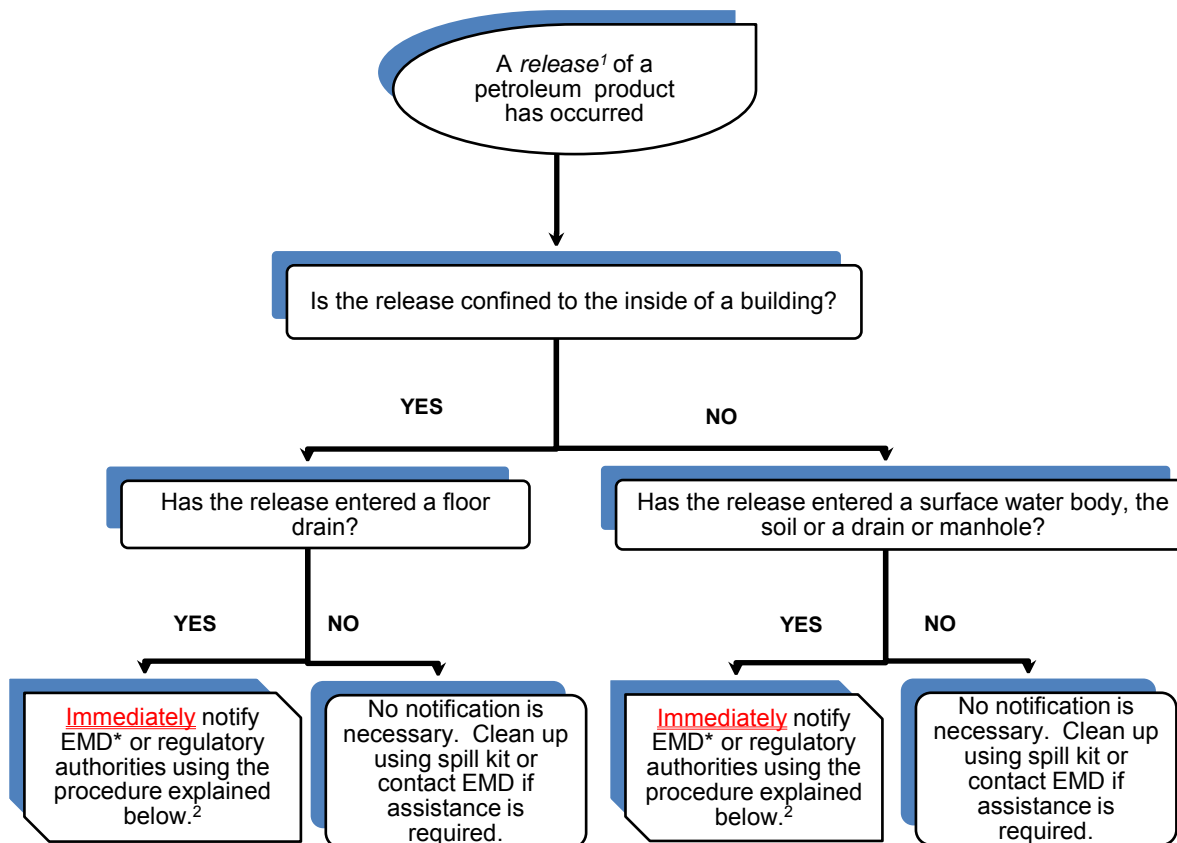 A release¹ of a
petroleum product
has occurred
Is the release confined to the inside of a building?
YES
NO
Has the release entered a floor
drain?
Has the release entered a surface water body, the
soil or a drain or manhole?
YES
NO
YES
NO
Immediately notify
EMD* or regulatory
authorities using the
procedure explained
below.²
No notification is
necessary. Clean up
using spill kit or
contact EMD if
assistance is
required.
Immediately notify
EMD* or regulatory
authorities using the
procedure explained
below.²
No notification is
necessary. Clean up
using spill kit or
contact EMD if
assistance is
required.